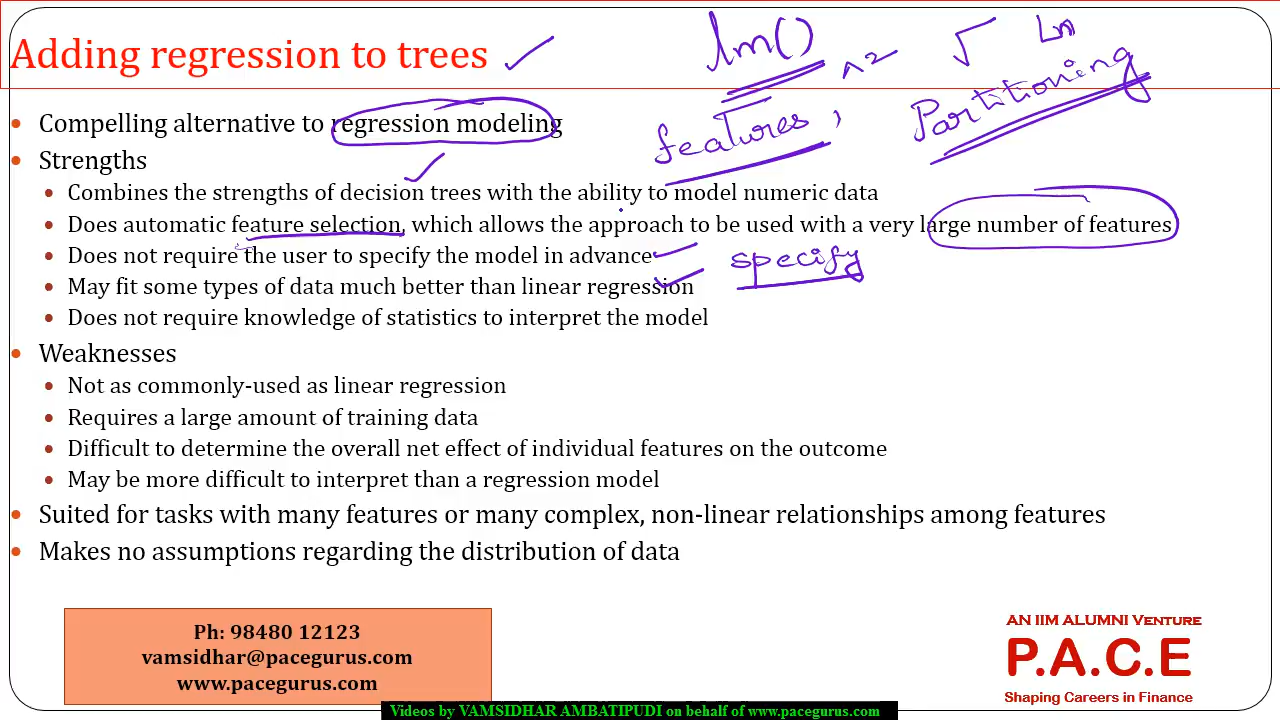 Adding regression to trees
lm()
^2
√
Ln
features,
Partitioning
• Compelling alternative to regression modeling
• Strengths
• Combines the strengths of decision trees with the ability to model numeric data
• Does automatic feature selection, which allows the approach to be used with a very large number of features
• Does not require the user to specify the model in advance
specify
• May fit some types of data much better than linear regression
• Does not require knowledge of statistics to interpret the model
• Weaknesses
• Not as commonly-used as linear regression
• Requires a large amount of training data
• Difficult to determine the overall net effect of individual features on the outcome
• May be more difficult to interpret than a regression model
• Suited for tasks with many features or many complex, non-linear relationships among features
• Makes no assumptions regarding the distribution of data
Ph: 98480 12123
vamsidhar@pacegurus.com
www.pacegurus.com
AN IIM ALUMNI VENTURE
P.A.C.E
Shaping Careers in Finance
Videos by VAMSIDHAR AMBATIPUDI on behalf of www.pacegurus.com